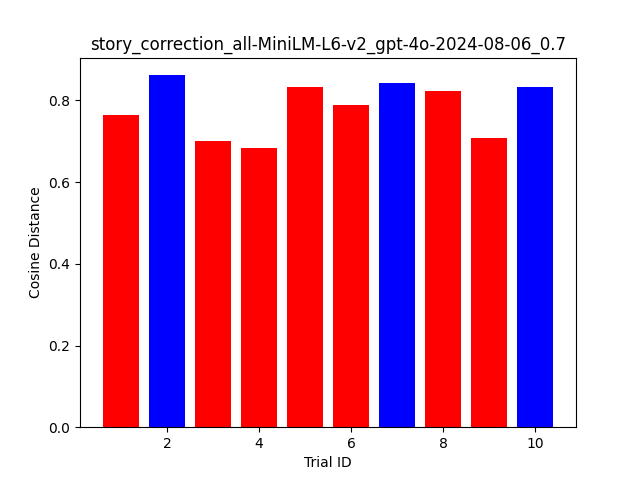 story_correction_all-MiniLM-L6-v2_gpt-4o-2024-08-06_0.7
0.8
0.6
0.4
0.2
0.0
Cosine Distance
2 4 6 8 10
Trial ID